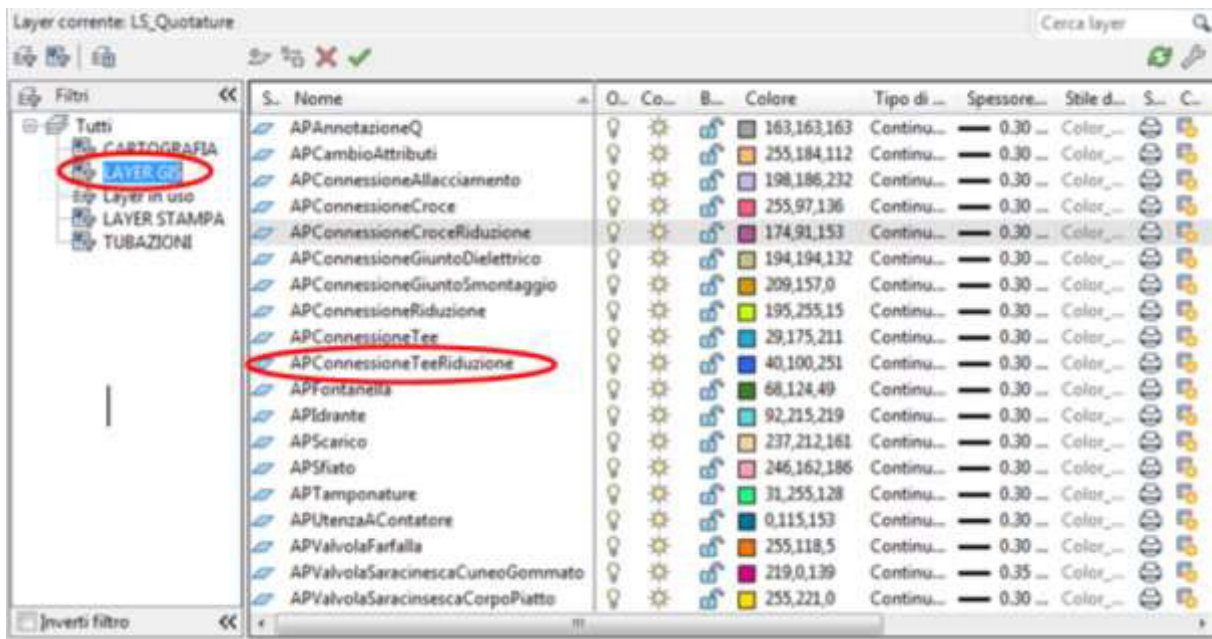 Layer corrente: LS_Quotature
Cerca layer
Filtri
Tutti
CARTOGRAFIA
LAYER GIS
Layer in uso
LAYER STAMPA
TUBAZIONI
S.. Nome O.. Co... B... Colore Tipo di ... Spessore... Stile d... S... C..
APAnnotazioneQ 163,163,163 Continu... 0.30 ... Color_...
APCambioAttributi 255,184,112 Continu... 0.30 ... Color_...
APConnessioneAllacciamento 198,186,232 Continu... 0.30 ... Color_...
APConnessioneCroce 255,97,136 Continu... 0.30 ... Color_...
APConnessioneCroceRiduzione 174,91,153 Continu... 0.30 ... Color_...
APConnessioneGiuntoDielettrico 194,194,132 Continu... 0.30 ... Color_...
APConnessioneGiuntoSmontaggio 209,157,0 Continu... 0.30 ... Color_...
APConnessioneRiduzione 195,255,15 Continu... 0.30 ... Color_...
APConnessioneTee 29,175,211 Continu... 0.30 ... Color_...
APConnessioneTeeRiduzione 40,100,251 Continu... 0.30 ... Color_...
APFontanella 68,124,49 Continu... 0.30 ... Color_...
APIdrante 92,215,219 Continu... 0.30 ... Color_...
APScarico 237,212,161 Continu... 0.30 ... Color_...
APSfiato 246,162,186 Continu... 0.30 ... Color_...
APTamponature 31,255,128 Continu... 0.30 ... Color_...
APUtenzaAContatore 0,115,153 Continu... 0.30 ... Color_...
APValvolaFarfalla 255,118,5 Continu... 0.30 ... Color_...
APValvolaSaracinescaCuneoGommato 219,0,139 Continu... 0.35 ... Color_...
APValvolaSaracinsescaCorpoPiatto 255,221,0 Continu... 0.30 ... Color_...
Inverti filtro